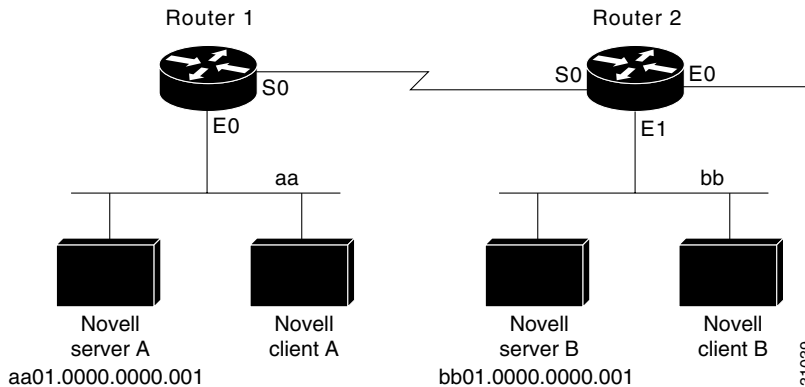 Router 1
Router 2
S0
S0
E0
E0
E1
aa
bb
Novell
server A
aa01.0000.0000.001
Novell
client A
Novell
server B
bb01.0000.0000.001
Novell
client B